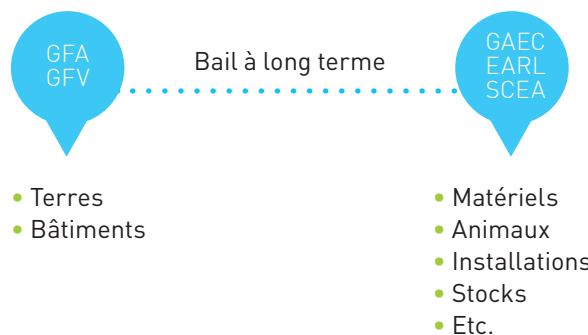 GFA
GFV
Bail à long terme
GAEC
EARL
SCEA
• Terres
• Bâtiments
• Matériels
• Animaux
• Installations
• Stocks
• Etc.